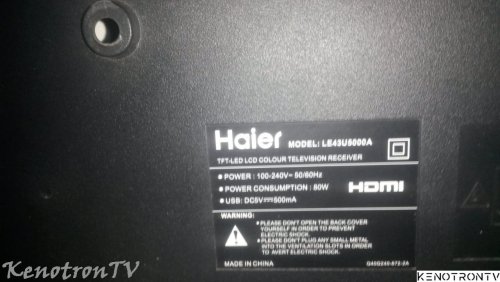 Haier MODEL: LE43U5000A
TFT-LED LCD COLOUR TELEVISION RECEIVER
• POWER : 100-240V~ 50/60Hz
• POWER CONSUMPTION : 80W
• USB: DC5V⎓500mA
HDMI
WARNING:
• PLEASE DON'T OPEN THE BACK COVER
YOURSELF IN ORDER TO PREVENT
ELECTRIC SHOCK.
• PLEASE DON'T PLUG ANY SMALL METAL
INTO THE VENTILATION SLOTS IN ORDER
TO AVERT ELECTRIC SHOCK.
MADE IN CHINA
KenotronTV
KENOTRONTV